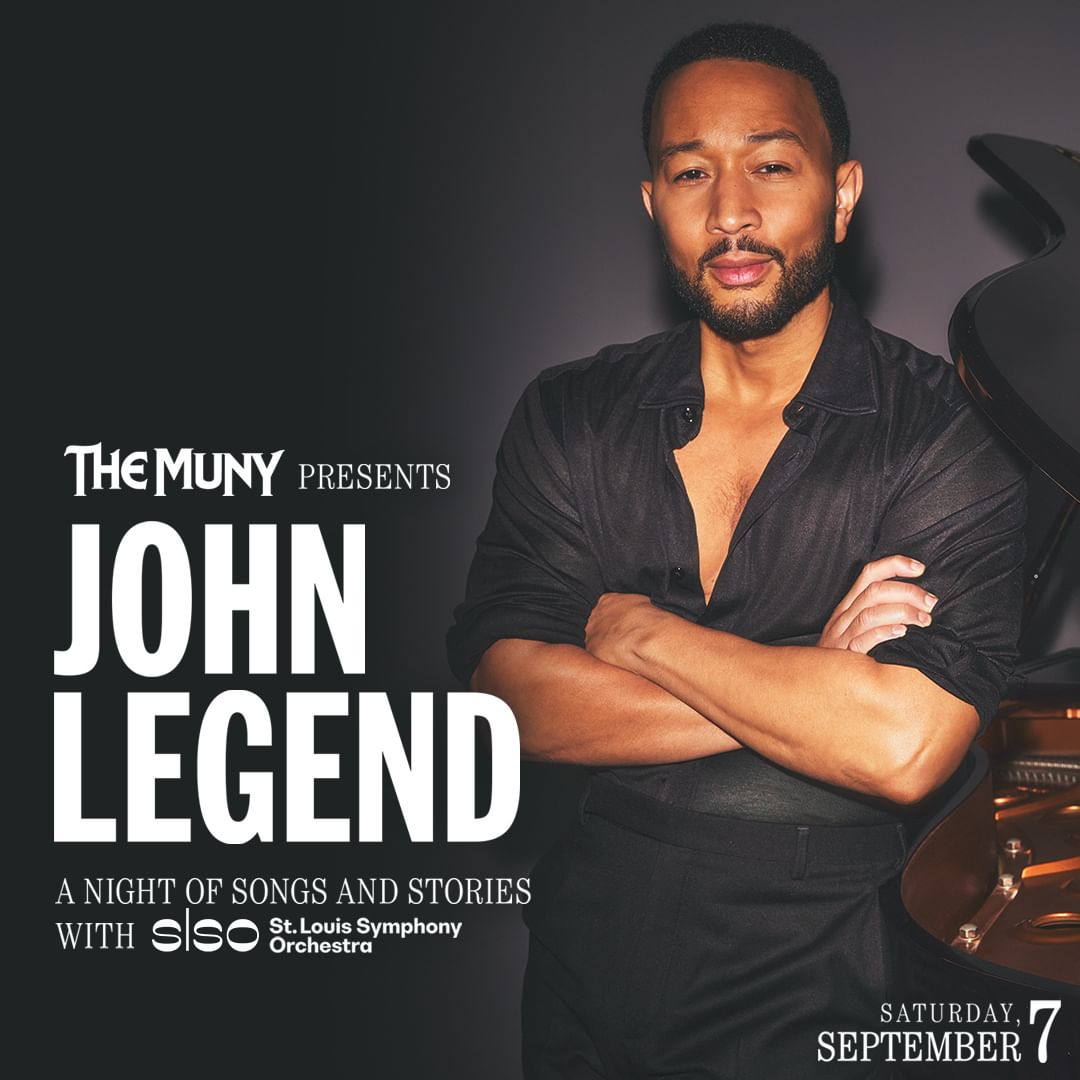 THE MUNY PRESENTS
JOHN
LEGEND
A NIGHT OF SONGS AND STORIES
WITH slso St. Louis Symphony
Orchestra
SATURDAY,
SEPTEMBER 7